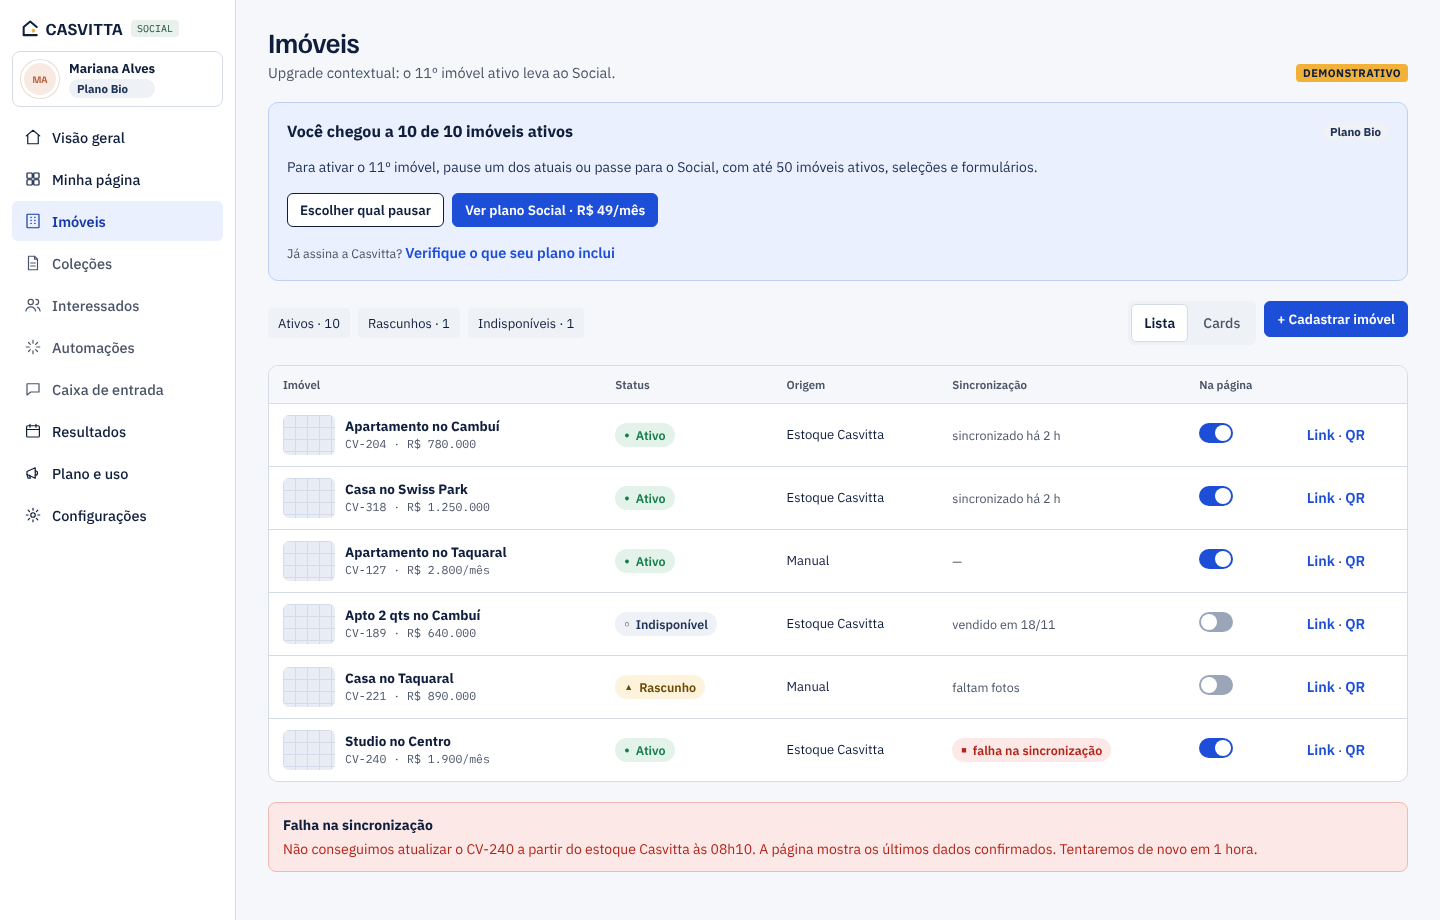 CASVITTA SOCIAL
MA
Mariana Alves
Plano Bio
Visão geral
Minha página
Imóveis
Coleções
Interessados
Automações
Caixa de entrada
Resultados
Plano e uso
Configurações
Imóveis
Upgrade contextual: o 11º imóvel ativo leva ao Social.
DEMONSTRATIVO
Você chegou a 10 de 10 imóveis ativos
Plano Bio
Para ativar o 11º imóvel, pause um dos atuais ou passe para o Social, com até 50 imóveis ativos, seleções e formulários.
Escolher qual pausar
Ver plano Social · R$ 49/mês
Já assina a Casvitta? Verifique o que seu plano inclui
Ativos · 10
Rascunhos · 1
Indisponíveis · 1
Lista
Cards
+ Cadastrar imóvel
Imóvel Status Origem Sincronização Na página
Apartamento no Cambuí
CV-204 · R$ 780.000
Ativo
Estoque Casvitta
sincronizado há 2 h
Link · QR
Casa no Swiss Park
CV-318 · R$ 1.250.000
Ativo
Estoque Casvitta
sincronizado há 2 h
Link · QR
Apartamento no Taquaral
CV-127 · R$ 2.800/mês
Ativo
Manual
—
Link · QR
Apto 2 qts no Cambuí
CV-189 · R$ 640.000
Indisponível
Estoque Casvitta
vendido em 18/11
Link · QR
Casa no Taquaral
CV-221 · R$ 890.000
Rascunho
Manual
faltam fotos
Link · QR
Studio no Centro
CV-240 · R$ 1.900/mês
Ativo
Estoque Casvitta
falha na sincronização
Link · QR
Falha na sincronização
Não conseguimos atualizar o CV-240 a partir do estoque Casvitta às 08h10. A página mostra os últimos dados confirmados. Tentaremos de novo em 1 hora.